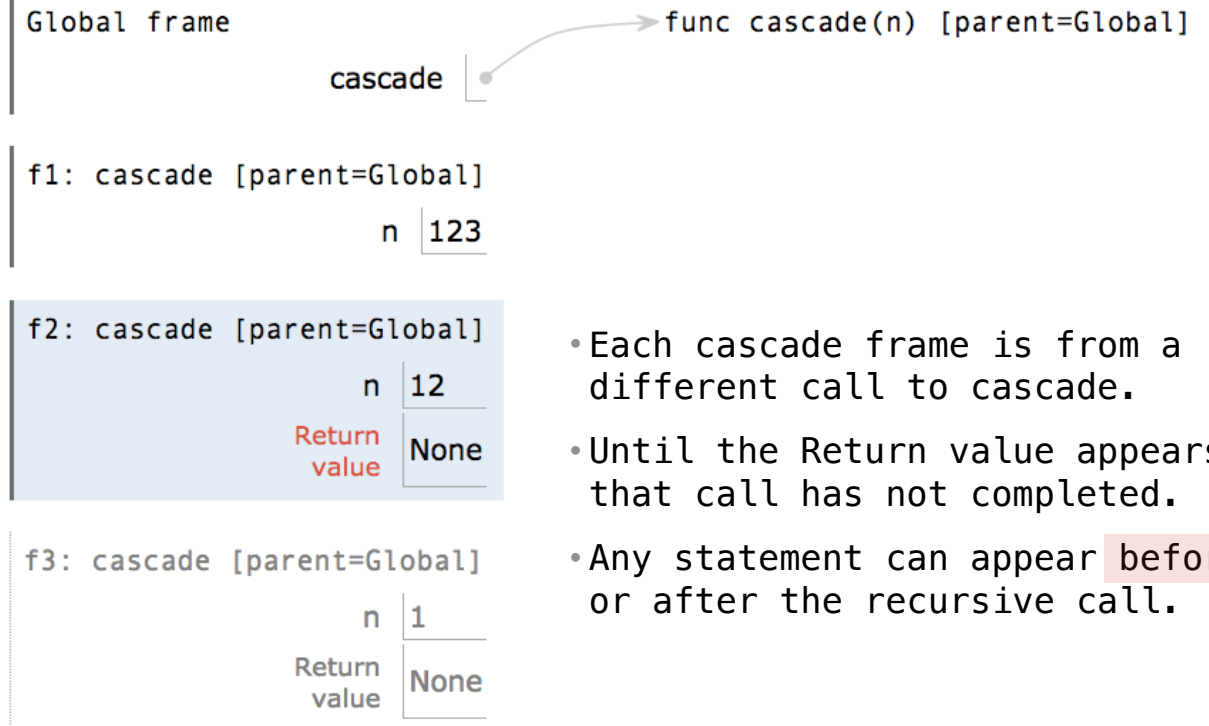 Global frame
func cascade(n) [parent=Global]
cascade
f1: cascade [parent=Global]
n 123
f2: cascade [parent=Global]
n 12
Return
value None
f3: cascade [parent=Global]
n 1
Return
value None
•Each cascade frame is from a
different call to cascade.
•Until the Return value appears
that call has not completed.
•Any statement can appear
or after the recursive call.